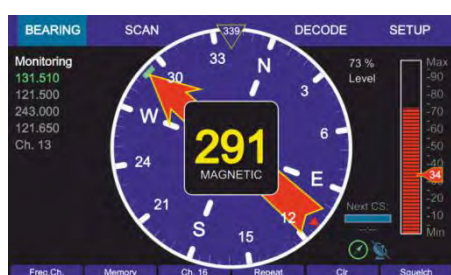 BEARING SCAN 339 DECODE SETUP
Monitoring
131.510
121.500
243.000
121.650
Ch. 13
33 N 3 6 E 12 15 S 21 24 W 30
291
MAGNETIC
73 %
Level
Max
-90
-80
-70
-60
-50
-40
34
-20
-10
Min
Next CS:
Freq.Ch. Memory Ch. 16 Repeat Clr Squelch